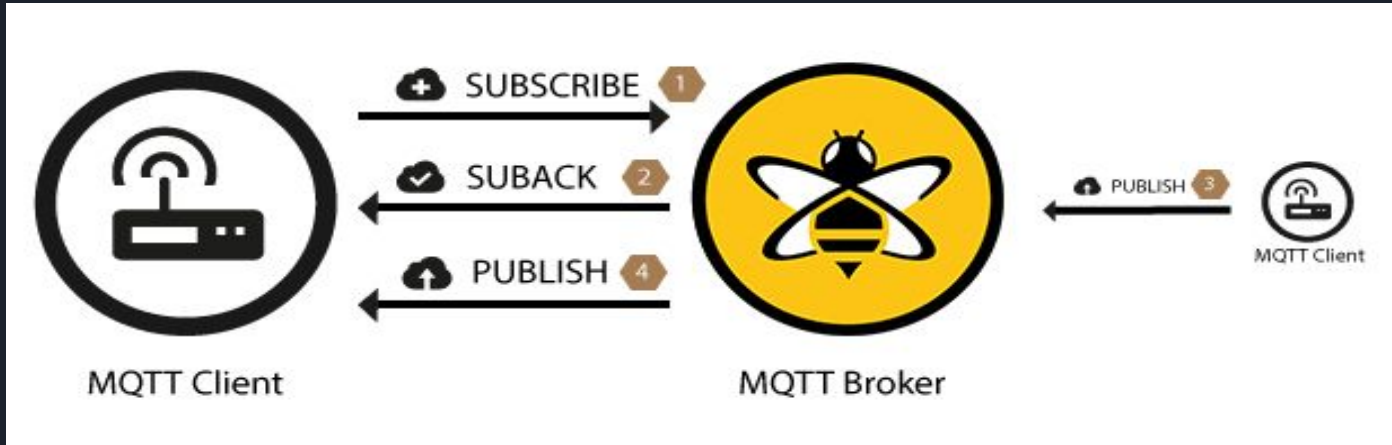 SUBSCRIBE 1
SUBACK 2
PUBLISH 3
PUBLISH 4
MQTT Client
MQTT Client
MQTT Broker